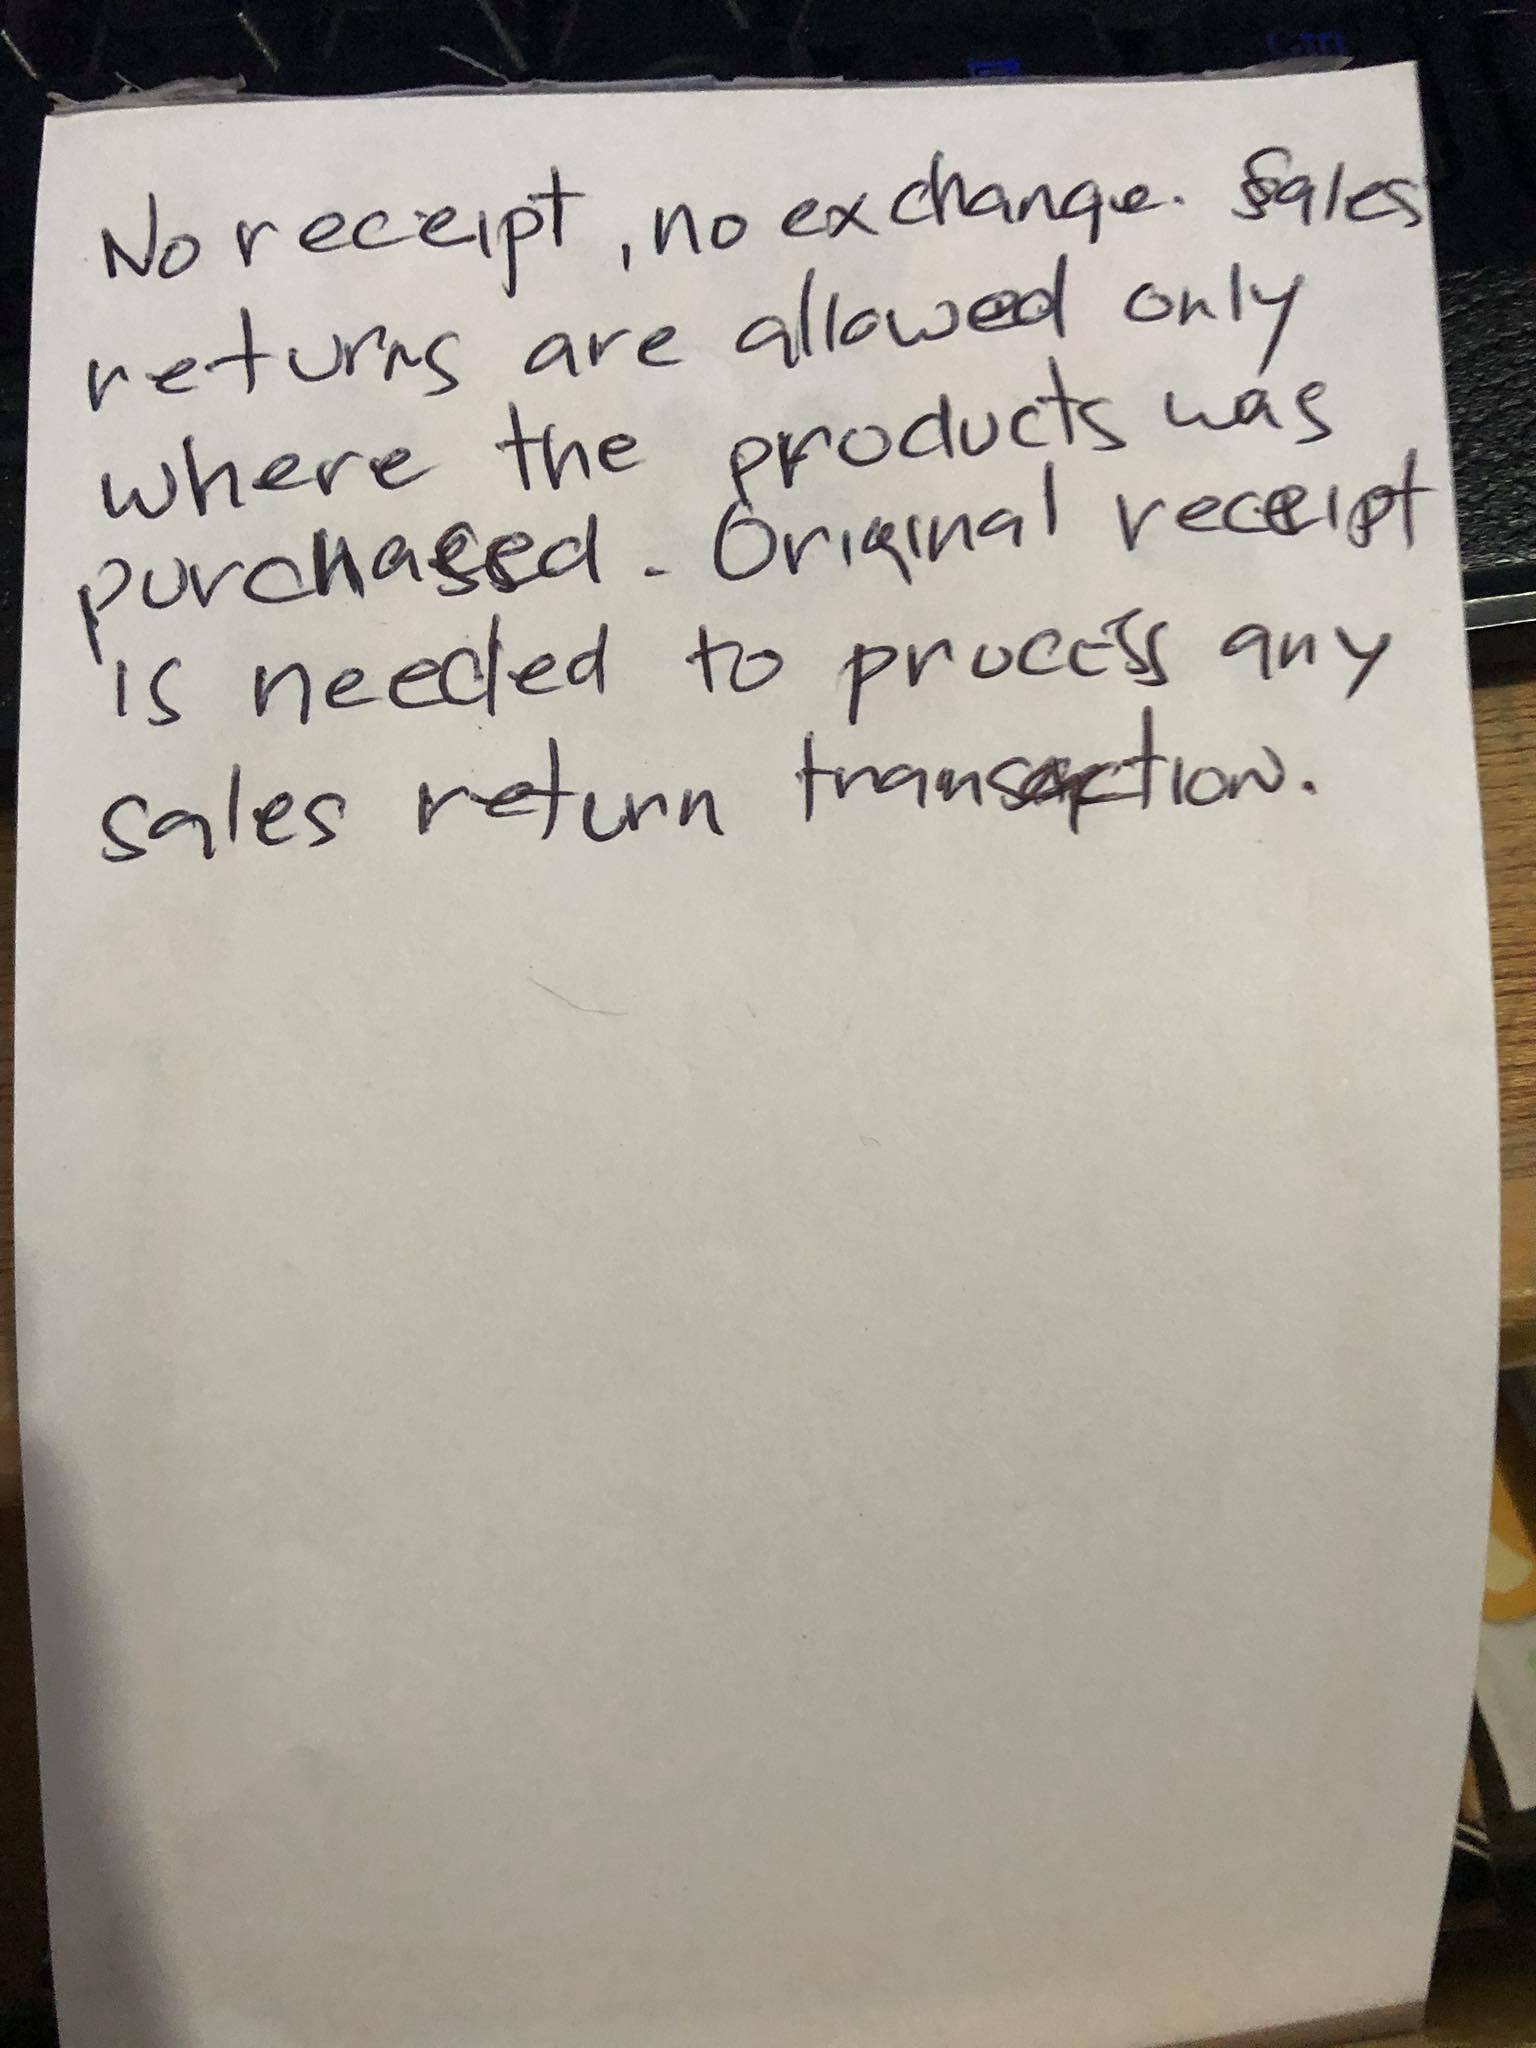 No receipt, no exchange. Sales
returns are allowed only
where the products was
purchased. Original receipt
is needed to process any
sales return transaction.